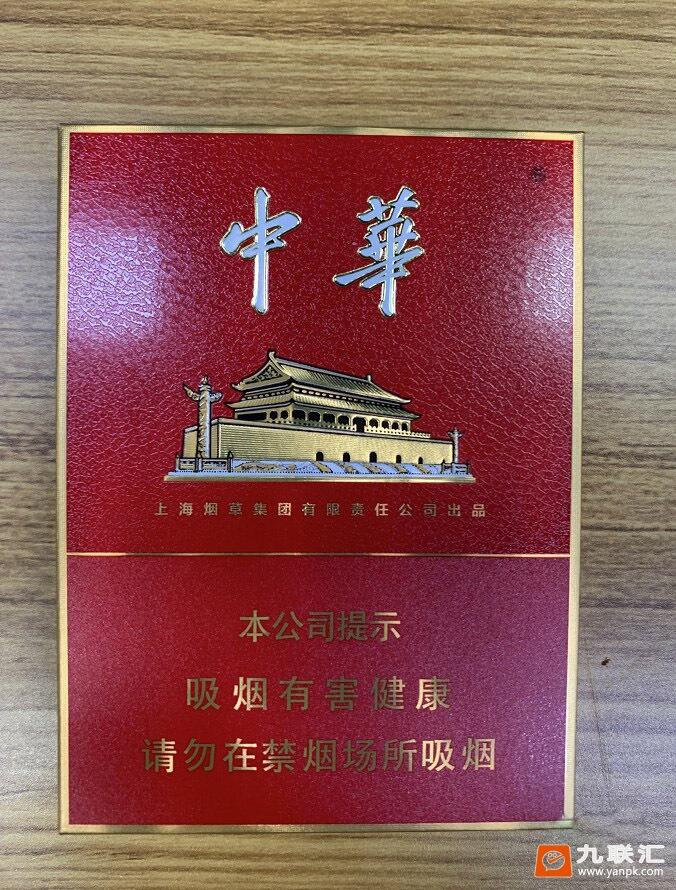 中華
上海烟草集团有限责任公司出品
本公司提示
吸烟有害健康
请勿在禁烟场所吸烟
九联汇
www.yanpk.com